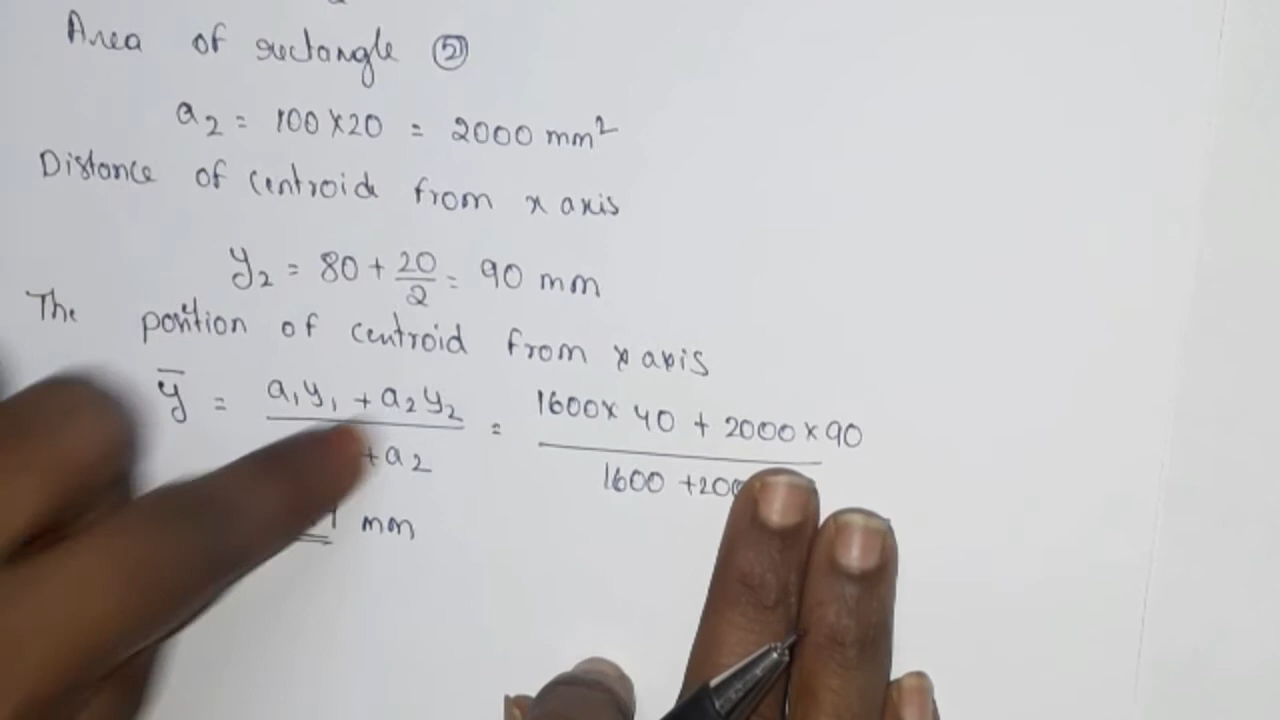 Area of rectangle ②
a₂ = 100 × 20 = 2000 mm²
Distance of centroid from x axis
y₂ = 80 + 20/2 = 90 mm
The position of centroid from x axis
ȳ = a₁y₁ + a₂y₂ / + a₂ = 1600 × 40 + 2000 × 90 / 1600 +
mm